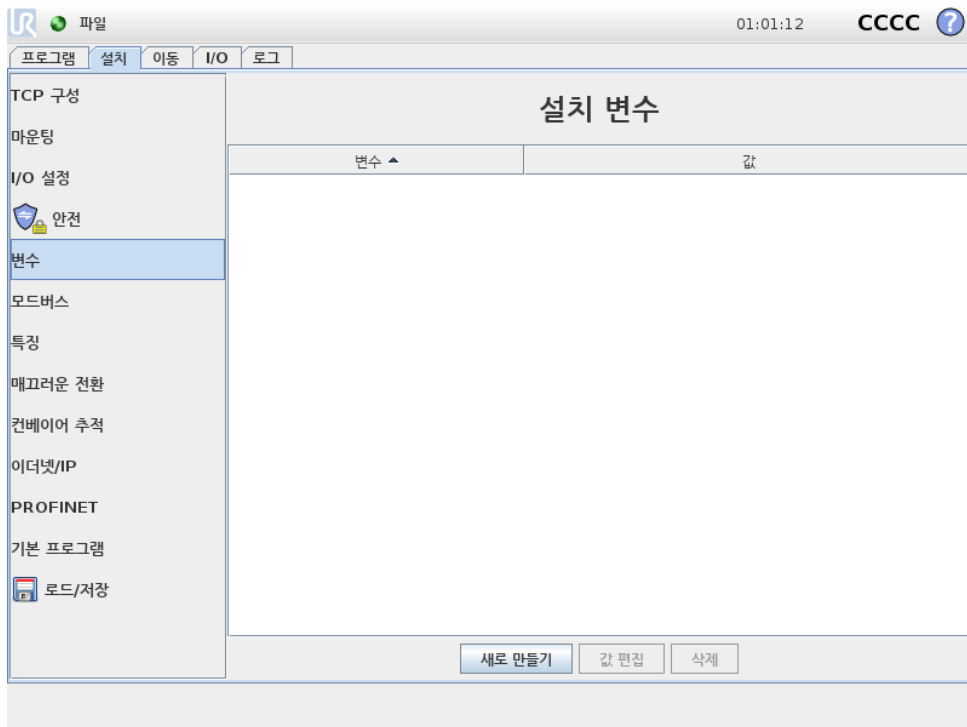 UR 파일 01:01:12 CCCC ?
프로그램 설치 이동 I/O 로그
TCP 구성
마운팅
I/O 설정
안전
변수
모드버스
특징
매끄러운 전환
컨베이어 추적
이더넷/IP
PROFINET
기본 프로그램
로드/저장
설치 변수
변수 값
새로 만들기 값 편집 삭제